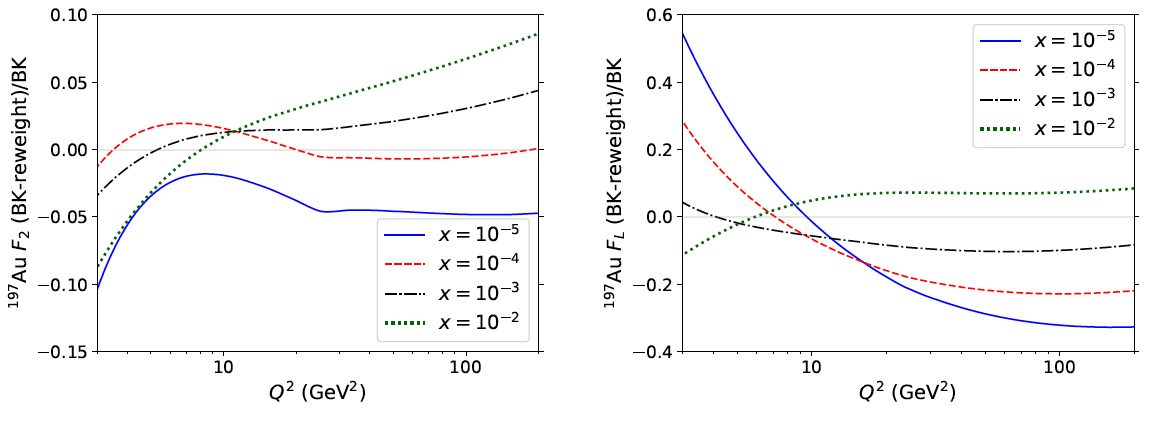 0.10
0.05
0.00
−0.05
−0.10
−0.15
10
100
Q² (GeV²)
¹⁹⁷Au F₂ (BK-reweight)/BK
x = 10⁻⁵
x = 10⁻⁴
x = 10⁻³
x = 10⁻²
0.6
0.4
0.2
0.0
−0.2
−0.4
10
100
Q² (GeV²)
¹⁹⁷Au F_L (BK-reweight)/BK
x = 10⁻⁵
x = 10⁻⁴
x = 10⁻³
x = 10⁻²